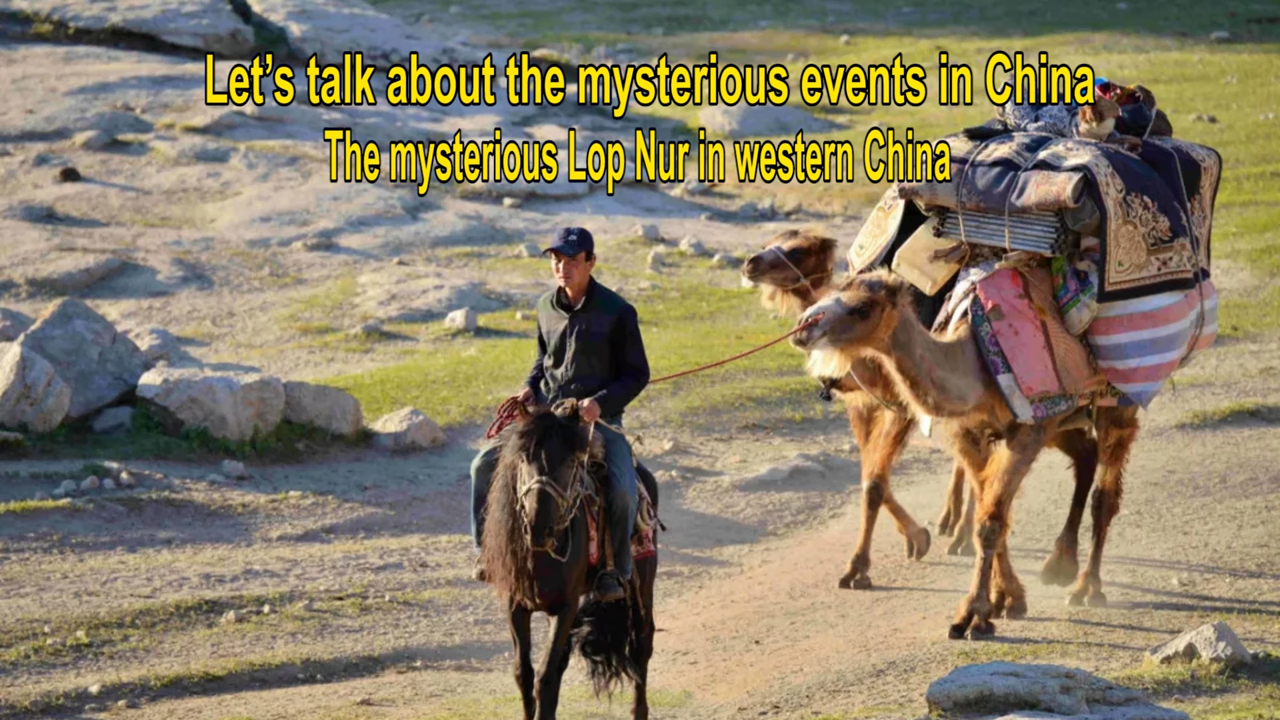 Let’s talk about the mysterious events in China
The mysterious Lop Nur in western China